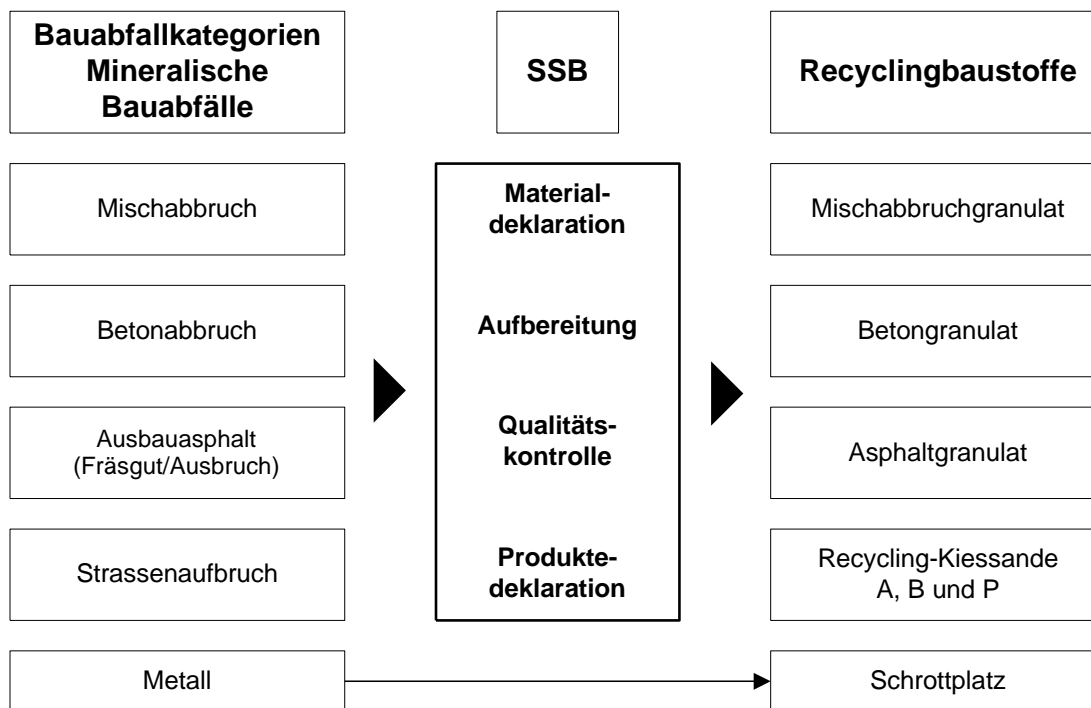 Bauabfallkategorien
Mineralische
Bauabfälle
SSB
Recyclingbaustoffe
Mischabbruch
Material-
deklaration
Mischabbruchgranulat
Betonabbruch
Aufbereitung
Betongranulat
Ausbauasphalt
(Fräsgut/Ausbruch)
Qualitäts-
kontrolle
Asphaltgranulat
Strassenaufbruch
Produkte-
deklaration
Recycling-Kiessande
A, B und P
Metall
Schrottplatz